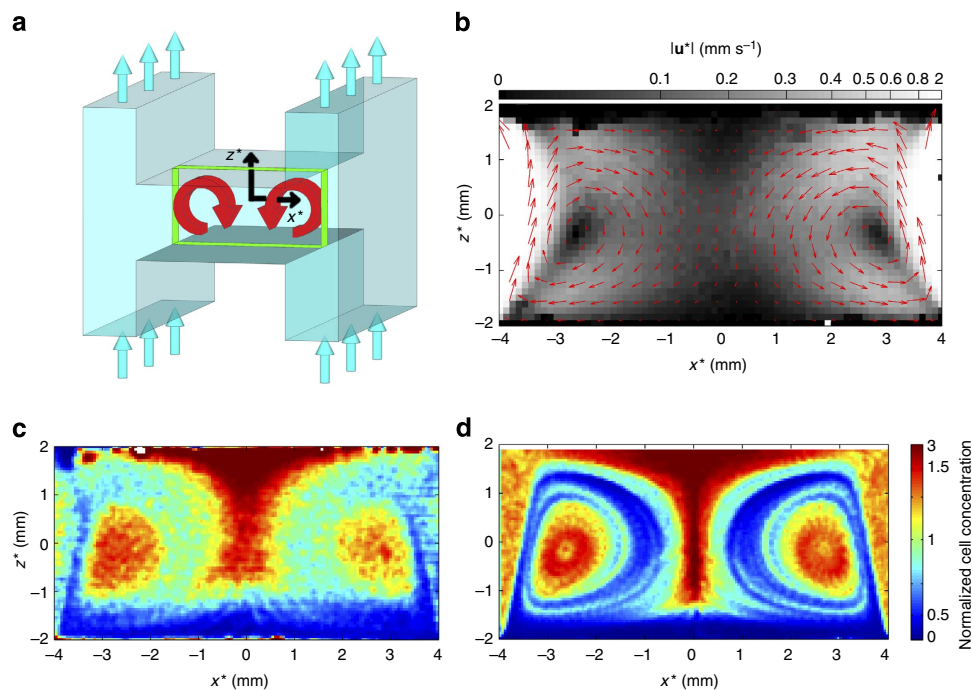 a
z*
x*
b
|u*| (mm s–1)
0 0.1 0.2 0.3 0.4 0.5 0.6 0.8 2
2
1
0
–1
–2
z* (mm)
–4 –3 –2 –1 0 1 2 3 4
x* (mm)
c
2
1
0
–1
–2
z* (mm)
–4 –3 –2 –1 0 1 2 3 4
x* (mm)
d
2
1
0
–1
–2
–4 –3 –2 –1 0 1 2 3 4
x* (mm)
3
1.5
1
0.5
0
Normalized cell concentration